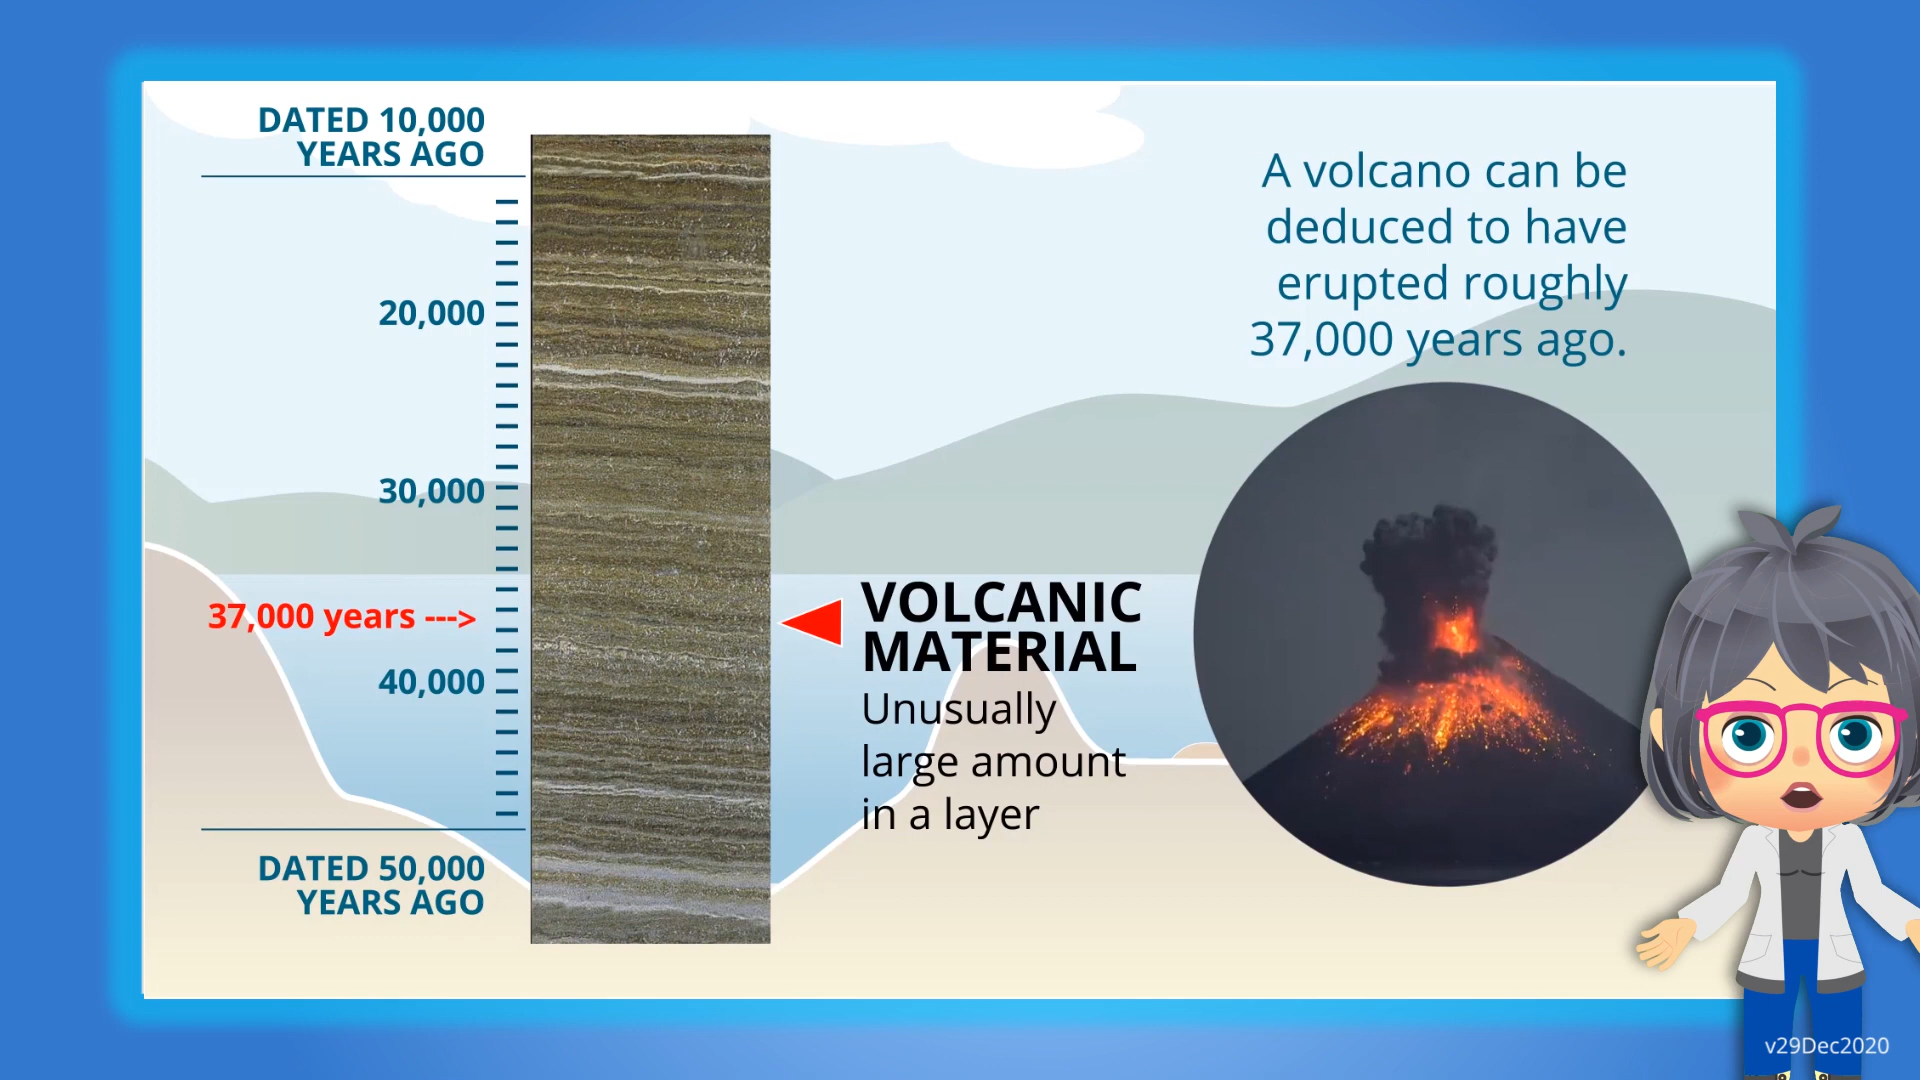 DATED 10,000
YEARS AGO
20,000
30,000
37,000 years --->
40,000
DATED 50,000
YEARS AGO
VOLCANIC
MATERIAL
Unusually
large amount
in a layer
A volcano can be
deduced to have
erupted roughly
37,000 years ago.
v29Dec2020